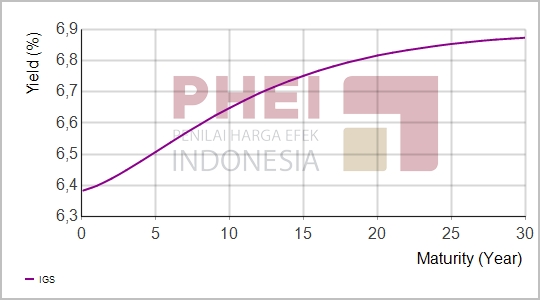 6,9
6,8
6,7
6,6
6,5
6,4
6,3
Yield (%)
PHEI
PENILAI HARGA EFEK
INDONESIA
0 5 10 15 20 25 30
Maturity (Year)
IGS